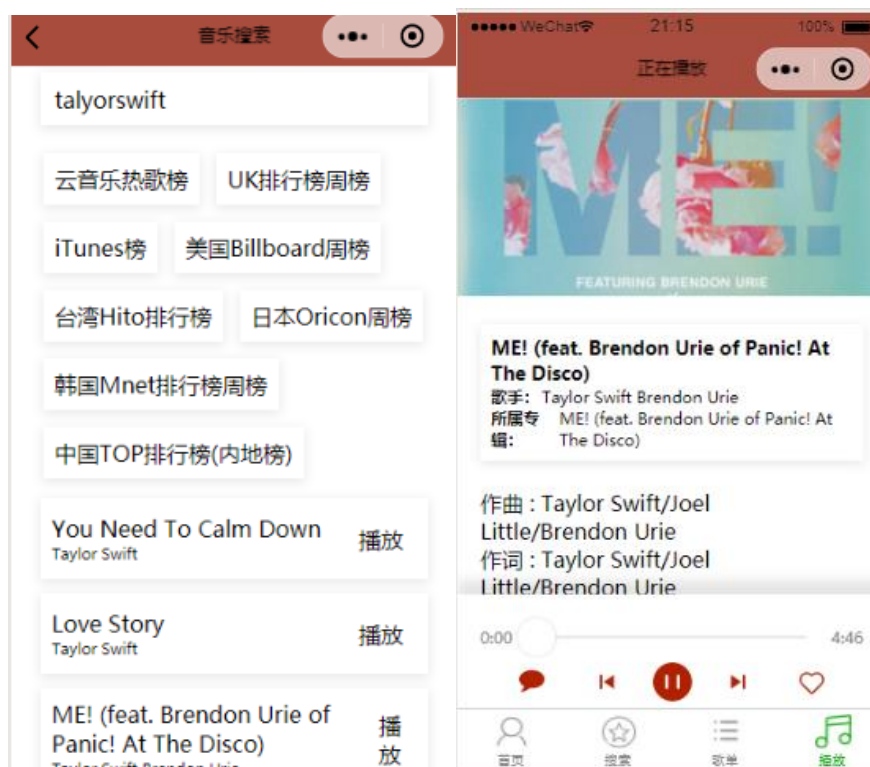 音乐搜索
talyorswift
云音乐热歌榜
UK排行榜周榜
iTunes榜
美国Billboard周榜
台湾Hito排行榜
日本Oricon周榜
韩国Mnet排行榜周榜
中国TOP排行榜(内地榜)
You Need To Calm Down
Taylor Swift
播放
Love Story
Taylor Swift
播放
ME! (feat. Brendon Urie of
Panic! At The Disco)
Taylor Swift Brendon Urie
播
放
WeChat
21:15
100%
正在播放
ME!
FEATURING BRENDON URIE
ME! (feat. Brendon Urie of Panic! At
The Disco)
歌手: Taylor Swift Brendon Urie
所属专 ME! (feat. Brendon Urie of Panic! At
辑: The Disco)
作曲 : Taylor Swift/Joel
Little/Brendon Urie
作词 : Taylor Swift/Joel
Little/Brendon Urie
0:00
4:46
首页
搜索
歌单
播放